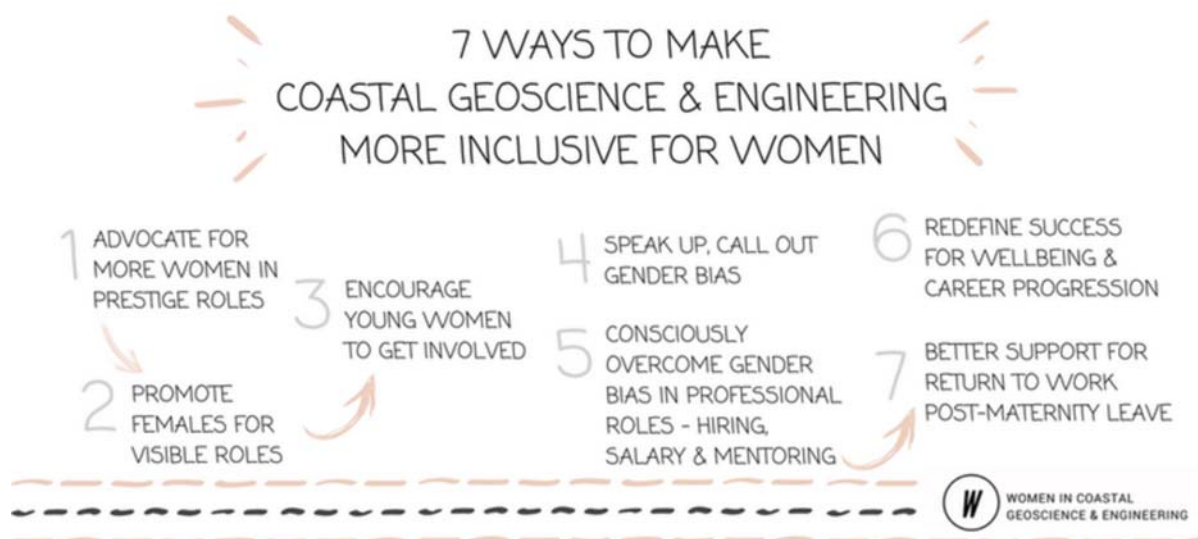 7 WAYS TO MAKE
COASTAL GEOSCIENCE & ENGINEERING
MORE INCLUSIVE FOR WOMEN
1 ADVOCATE FOR
MORE WOMEN IN
PRESTIGE ROLES
2 PROMOTE
FEMALES FOR
VISIBLE ROLES
3 ENCOURAGE
YOUNG WOMEN
TO GET INVOLVED
4 SPEAK UP, CALL OUT
GENDER BIAS
5 CONSCIOUSLY
OVERCOME GENDER
BIAS IN PROFESSIONAL
ROLES - HIRING,
SALARY & MENTORING
6 REDEFINE SUCCESS
FOR WELLBEING &
CAREER PROGRESSION
7 BETTER SUPPORT FOR
RETURN TO WORK
POST-MATERNITY LEAVE
W
WOMEN IN COASTAL
GEOSCIENCE & ENGINEERING